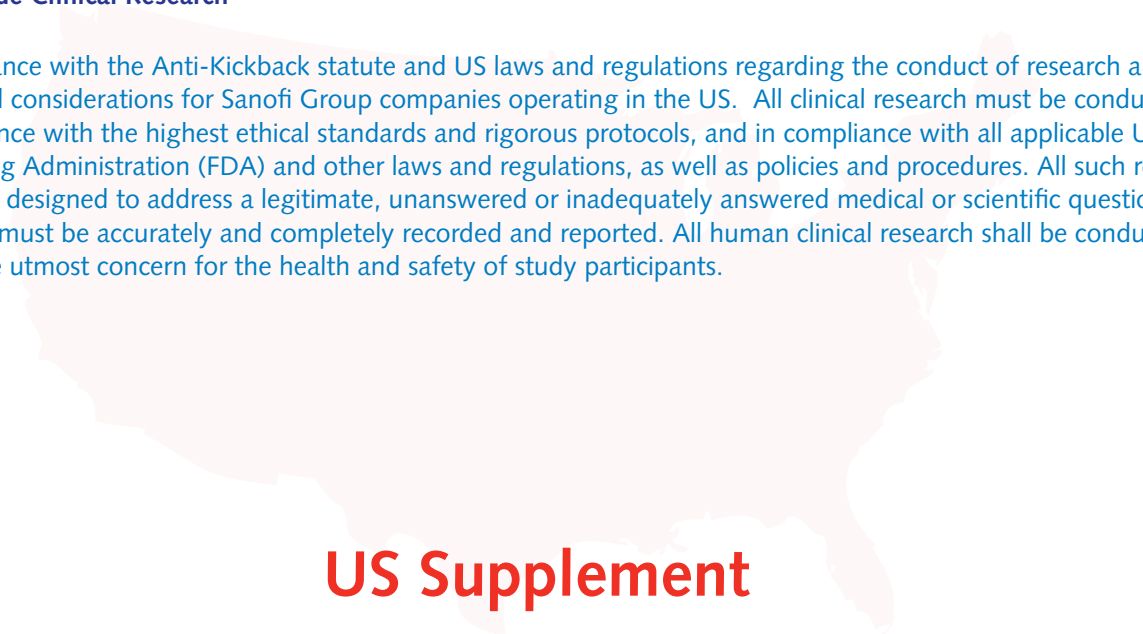 de Clinical Research
ance with the Anti-Kickback statute and US laws and regulations regarding the conduct of research a
l considerations for Sanofi Group companies operating in the US. All clinical research must be condu
nce with the highest ethical standards and rigorous protocols, and in compliance with all applicable U
g Administration (FDA) and other laws and regulations, as well as policies and procedures. All such r
designed to address a legitimate, unanswered or inadequately answered medical or scientific questio
must be accurately and completely recorded and reported. All human clinical research shall be condu
e utmost concern for the health and safety of study participants.
US Supplement